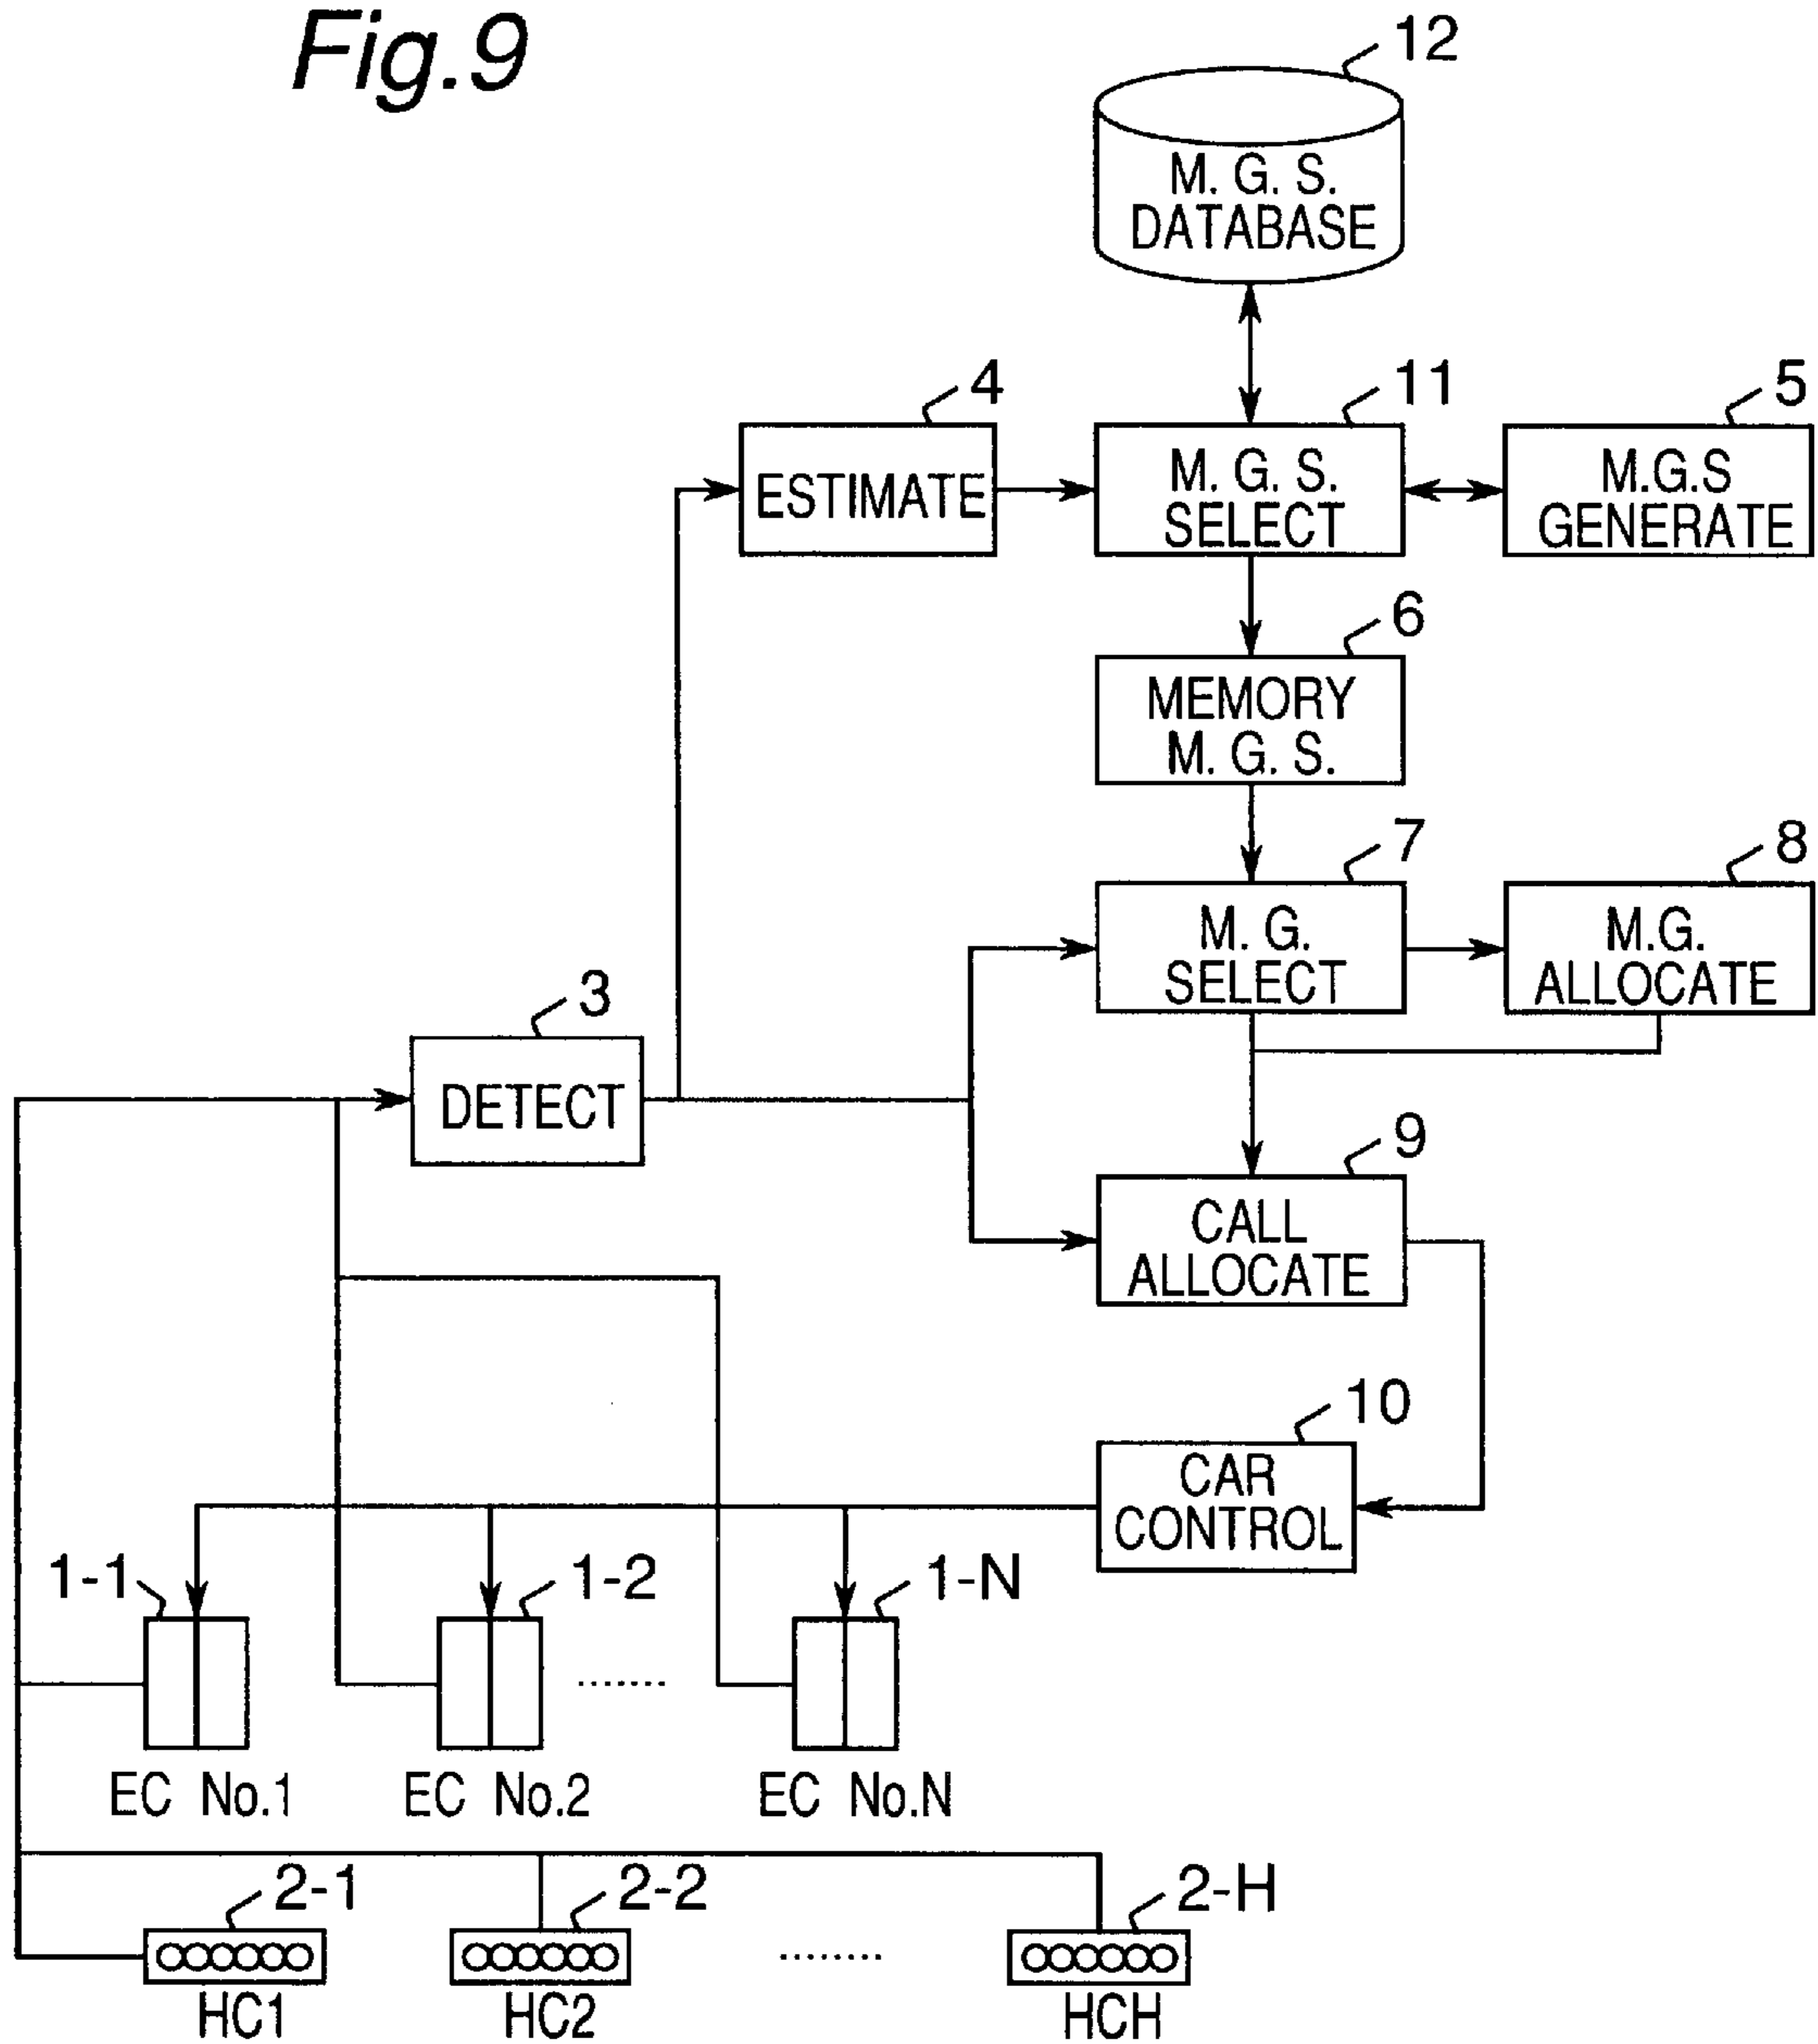 Fig.9
12
M. G. S.
DATABASE
4
11
5
ESTIMATE
M. G. S.
SELECT
M.G.S
GENERATE
6
MEMORY
M. G. S.
7
8
M. G.
SELECT
M.G.
ALLOCATE
3
DETECT
9
CALL
ALLOCATE
10
CAR
CONTROL
1-1
1-2
1-N
EC No.1
EC No.2
EC No.N
2-1
2-2
2-H
HC1
HC2
HCH